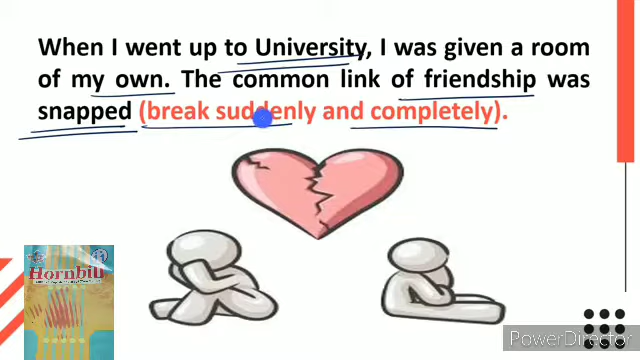 When I went up to University, I was given a room
of my own. The common link of friendship was
snapped (break suddenly and completely).
Hornbill
PowerDirector